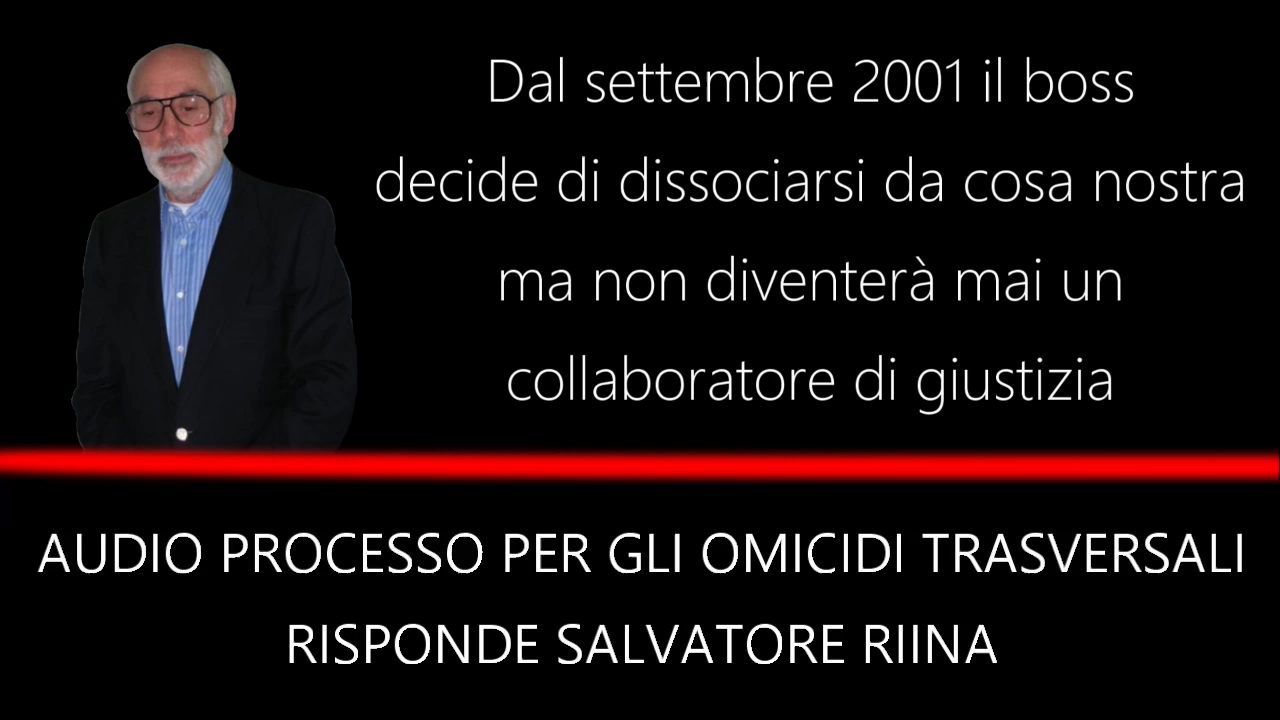 Dal settembre 2001 il boss
decide di dissociarsi da cosa nostra
ma non diventerà mai un
collaboratore di giustizia
AUDIO PROCESSO PER GLI OMICIDI TRASVERSALI
RISPONDE SALVATORE RIINA